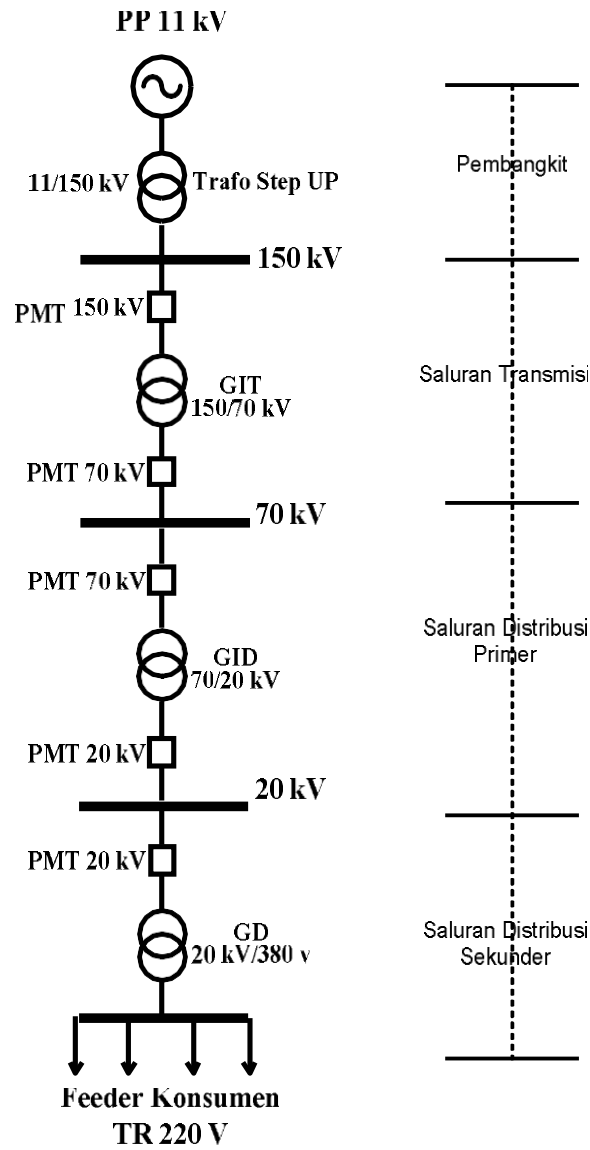 PP 11 kV
11/150 kV
Trafo Step UP
150 kV
PMT 150 kV
GIT
150/70 kV
PMT 70 kV
70 kV
PMT 70 kV
GID
70/20 kV
PMT 20 kV
20 kV
PMT 20 kV
GD
20 kV/380 v
Feeder Konsumen
TR 220 V
Pembangkit
Saluran Transmisi
Saluran Distribusi
Primer
Saluran Distribusi
Sekunder